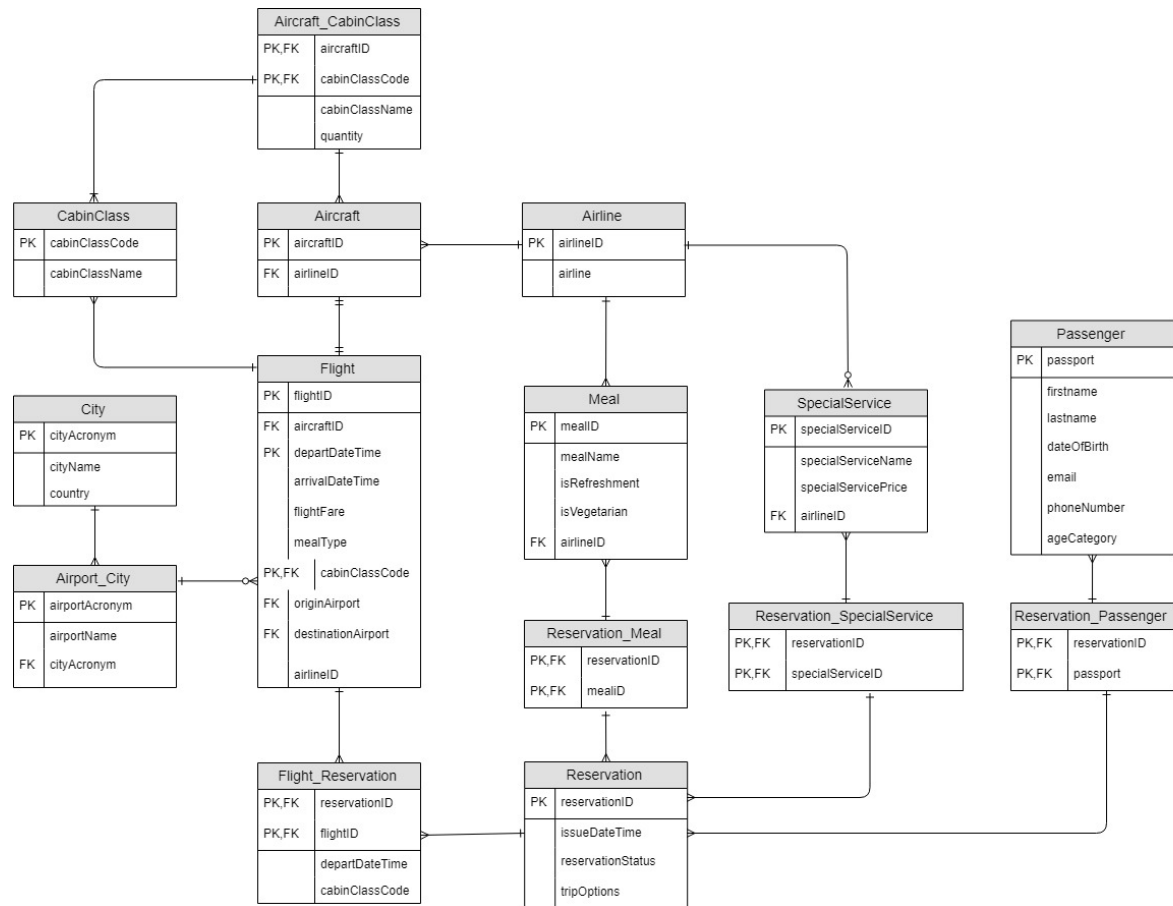 Aircraft_CabinClass
PK,FK aircraftID
PK,FK cabinClassCode
cabinClassName
quantity
CabinClass
PK cabinClassCode
cabinClassName
Aircraft
PK aircraftID
FK airlineID
Airline
PK airlineID
airline
Flight
PK flightID
FK aircraftID
PK departDateTime
arrivalDateTime
flightFare
mealType
PK,FK cabinClassCode
FK originAirport
FK destinationAirport
airlineID
City
PK cityAcronym
cityName
country
Airport_City
PK airportAcronym
airportName
FK cityAcronym
Meal
PK mealID
mealName
isRefreshment
isVegetarian
FK airlineID
SpecialService
PK specialServiceID
specialServiceName
specialServicePrice
FK airlineID
Passenger
PK passport
firstname
lastname
dateOfBirth
email
phoneNumber
ageCategory
Reservation_Meal
PK,FK reservationID
PK,FK mealiD
Reservation_SpecialService
PK,FK reservationID
PK,FK specialServiceID
Reservation_Passenger
PK,FK reservationID
PK,FK passport
Flight_Reservation
PK,FK reservationID
PK,FK flightID
departDateTime
cabinClassCode
Reservation
PK reservationID
issueDateTime
reservationStatus
tripOptions